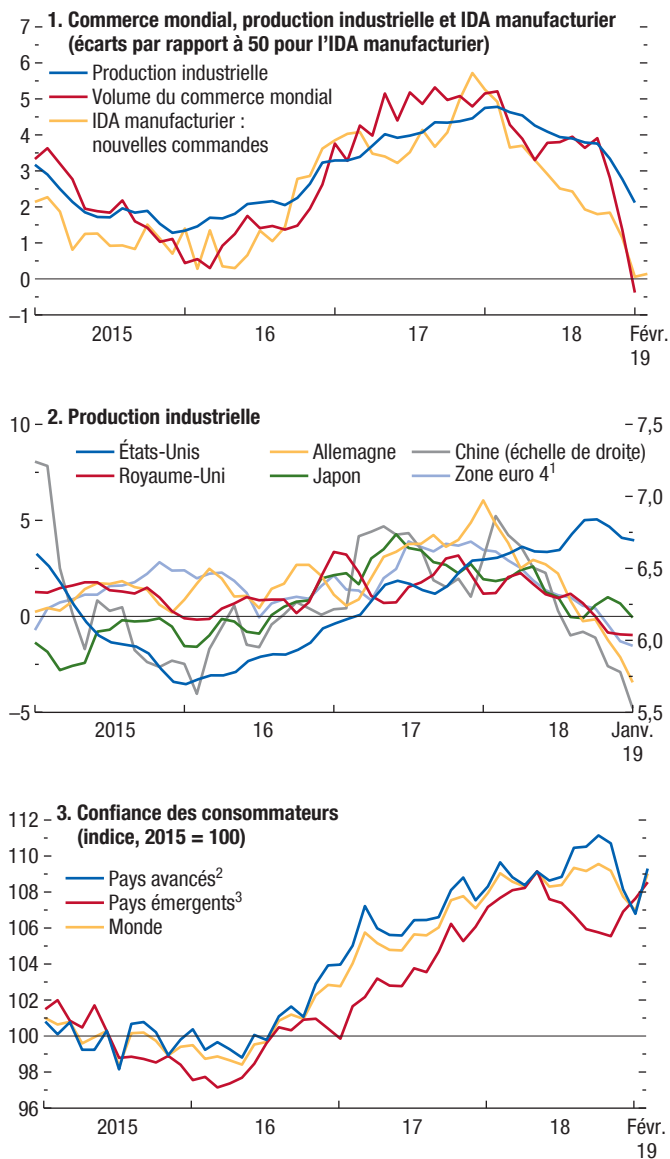 1. Commerce mondial, production industrielle et IDA manufacturier
(écarts par rapport à 50 pour l’IDA manufacturier)
Production industrielle
Volume du commerce mondial
IDA manufacturier :
nouvelles commandes
7
6
5
4
3
2
1
0
–1
2015 16 17 18 Févr.
19
2. Production industrielle
États-Unis Allemagne Chine (échelle de droite)
Royaume-Uni Japon Zone euro 4¹
10
5
0
–5
7,5
7,0
6,5
6,0
5,5
2015 16 17 18 Janv.
19
3. Confiance des consommateurs
(indice, 2015 = 100)
Pays avancés²
Pays émergents³
Monde
112
110
108
106
104
102
100
98
96
2015 16 17 18 Févr.
19